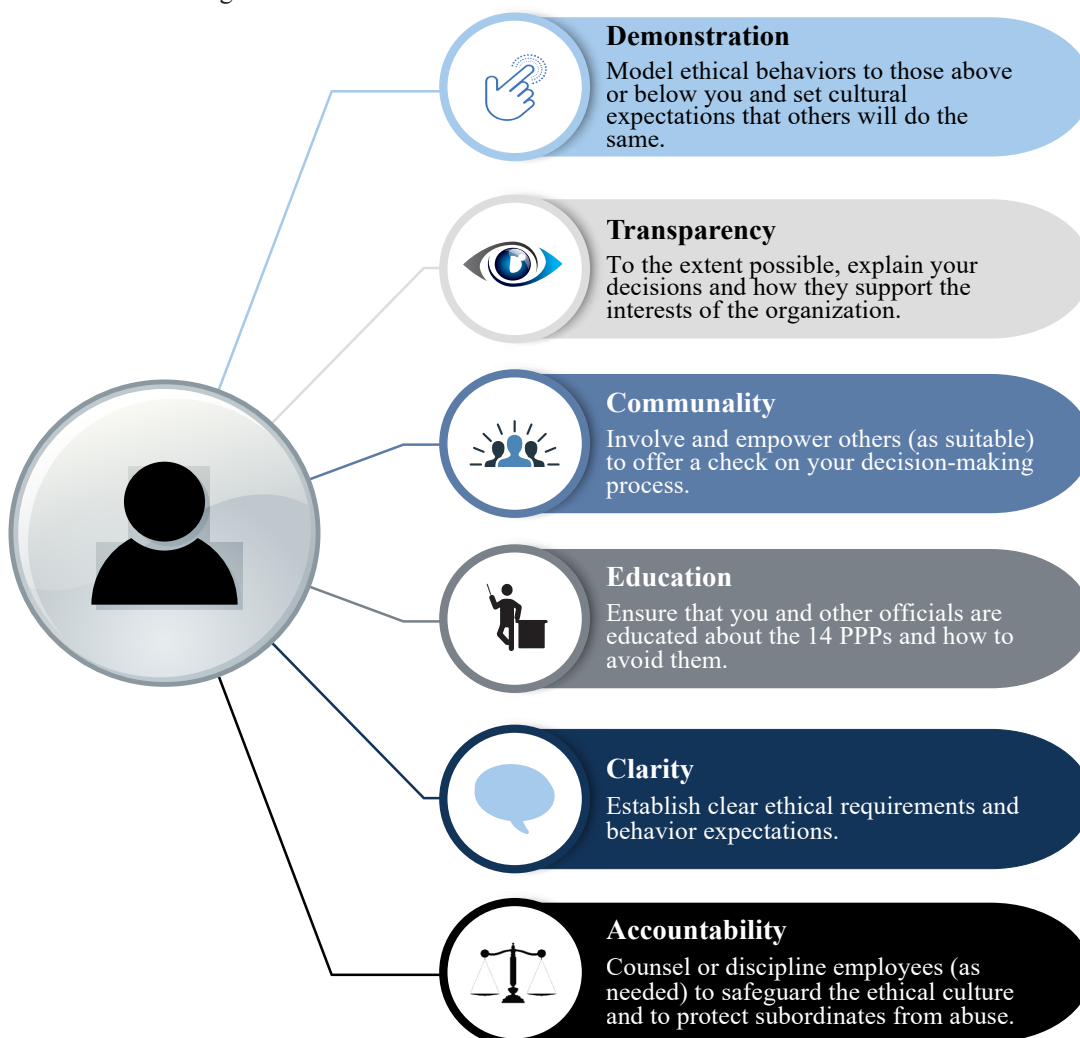 Demonstration
Model ethical behaviors to those above
or below you and set cultural
expectations that others will do the
same.
Transparency
To the extent possible, explain your
decisions and how they support the
interests of the organization.
Communality
Involve and empower others (as suitable)
to offer a check on your decision-making
process.
Education
Ensure that you and other officials are
educated about the 14 PPPs and how to
avoid them.
Clarity
Establish clear ethical requirements and
behavior expectations.
Accountability
Counsel or discipline employees (as
needed) to safeguard the ethical culture
and to protect subordinates from abuse.